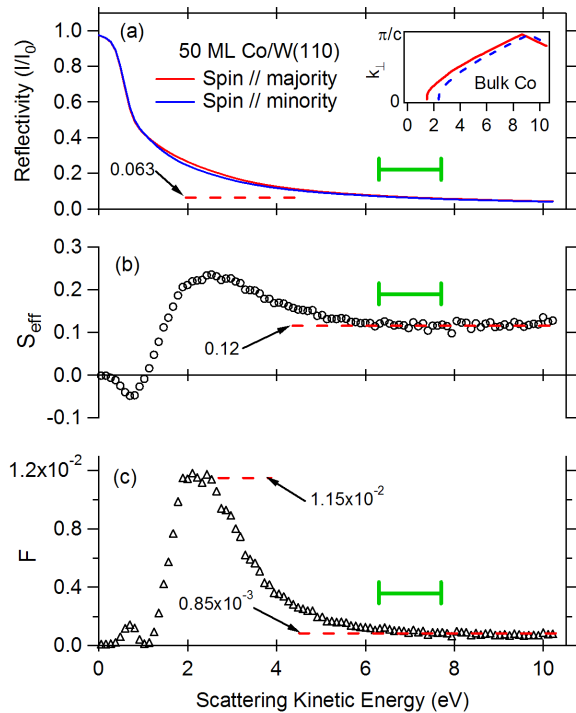 (a)
50 ML Co/W(110)
Spin // majority
Spin // minority
0.063
Reflectivity (I/I₀)
1.0
0.8
0.6
0.4
0.2
0.0
π/c
k⊥
0
Bulk Co
0 2 4 6 8 10
(b)
Seff
0.3
0.2
0.1
0.0
-0.1
0.12
(c)
F
1.2x10⁻²
0.8
0.4
0.0
1.15x10⁻²
0.85x10⁻³
0 2 4 6 8 10
Scattering Kinetic Energy (eV)